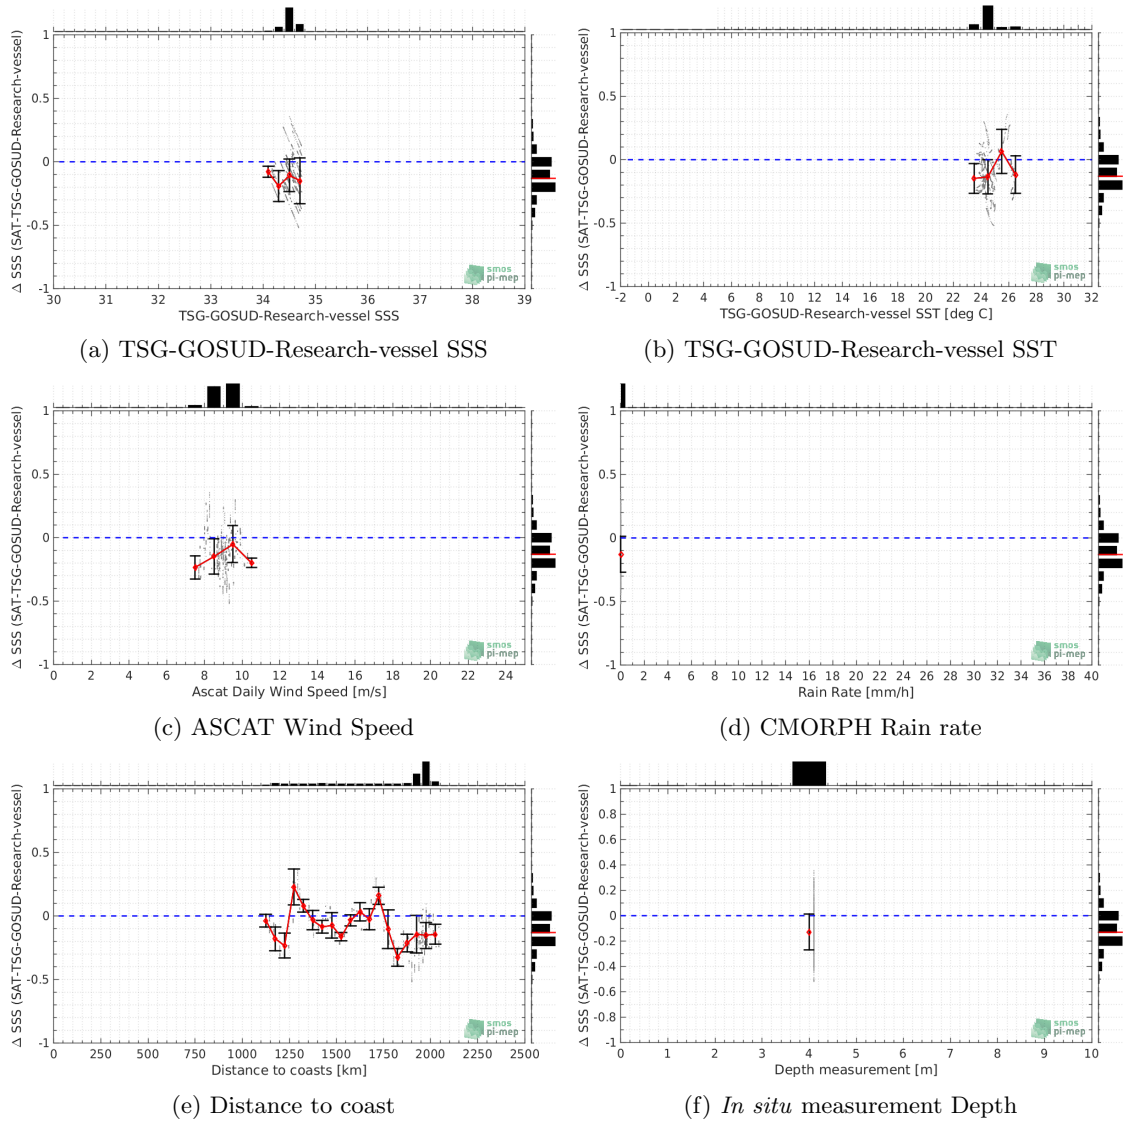 Δ SSS (SAT-TSG-GOSUD-Research-vessel)
1
0.5
0
-0.5
-1
30 31 32 33 34 35 36 37 38 39
TSG-GOSUD-Research-vessel SSS
smos
pi-mep
(a) TSG-GOSUD-Research-vessel SSS
Δ SSS (SAT-TSG-GOSUD-Research-vessel)
1
0.5
0
-0.5
-1
-2 0 2 4 6 8 10 12 14 16 18 20 22 24 26 28 30 32
TSG-GOSUD-Research-vessel SST [deg C]
smos
pi-mep
(b) TSG-GOSUD-Research-vessel SST
Δ SSS (SAT-TSG-GOSUD-Research-vessel)
1
0.5
0
-0.5
-1
0 2 4 6 8 10 12 14 16 18 20 22 24
Ascat Daily Wind Speed [m/s]
smos
pi-mep
(c) ASCAT Wind Speed
Δ SSS (SAT-TSG-GOSUD-Research-vessel)
1
0.5
0
-0.5
-1
0 2 4 6 8 10 12 14 16 18 20 22 24 26 28 30 32 34 36 38 40
Rain Rate [mm/h]
smos
pi-mep
(d) CMORPH Rain rate
Δ SSS (SAT-TSG-GOSUD-Research-vessel)
1
0.5
0
-0.5
-1
0 250 500 750 1000 1250 1500 1750 2000 2250 2500
Distance to coasts [km]
smos
pi-mep
(e) Distance to coast
Δ SSS (SAT-TSG-GOSUD-Research-vessel)
1
0.8
0.6
0.4
0.2
0
-0.2
-0.4
-0.6
-0.8
-1
0 1 2 3 4 5 6 7 8 9 10
Depth measurement [m]
smos
pi-mep
(f) In situ measurement Depth